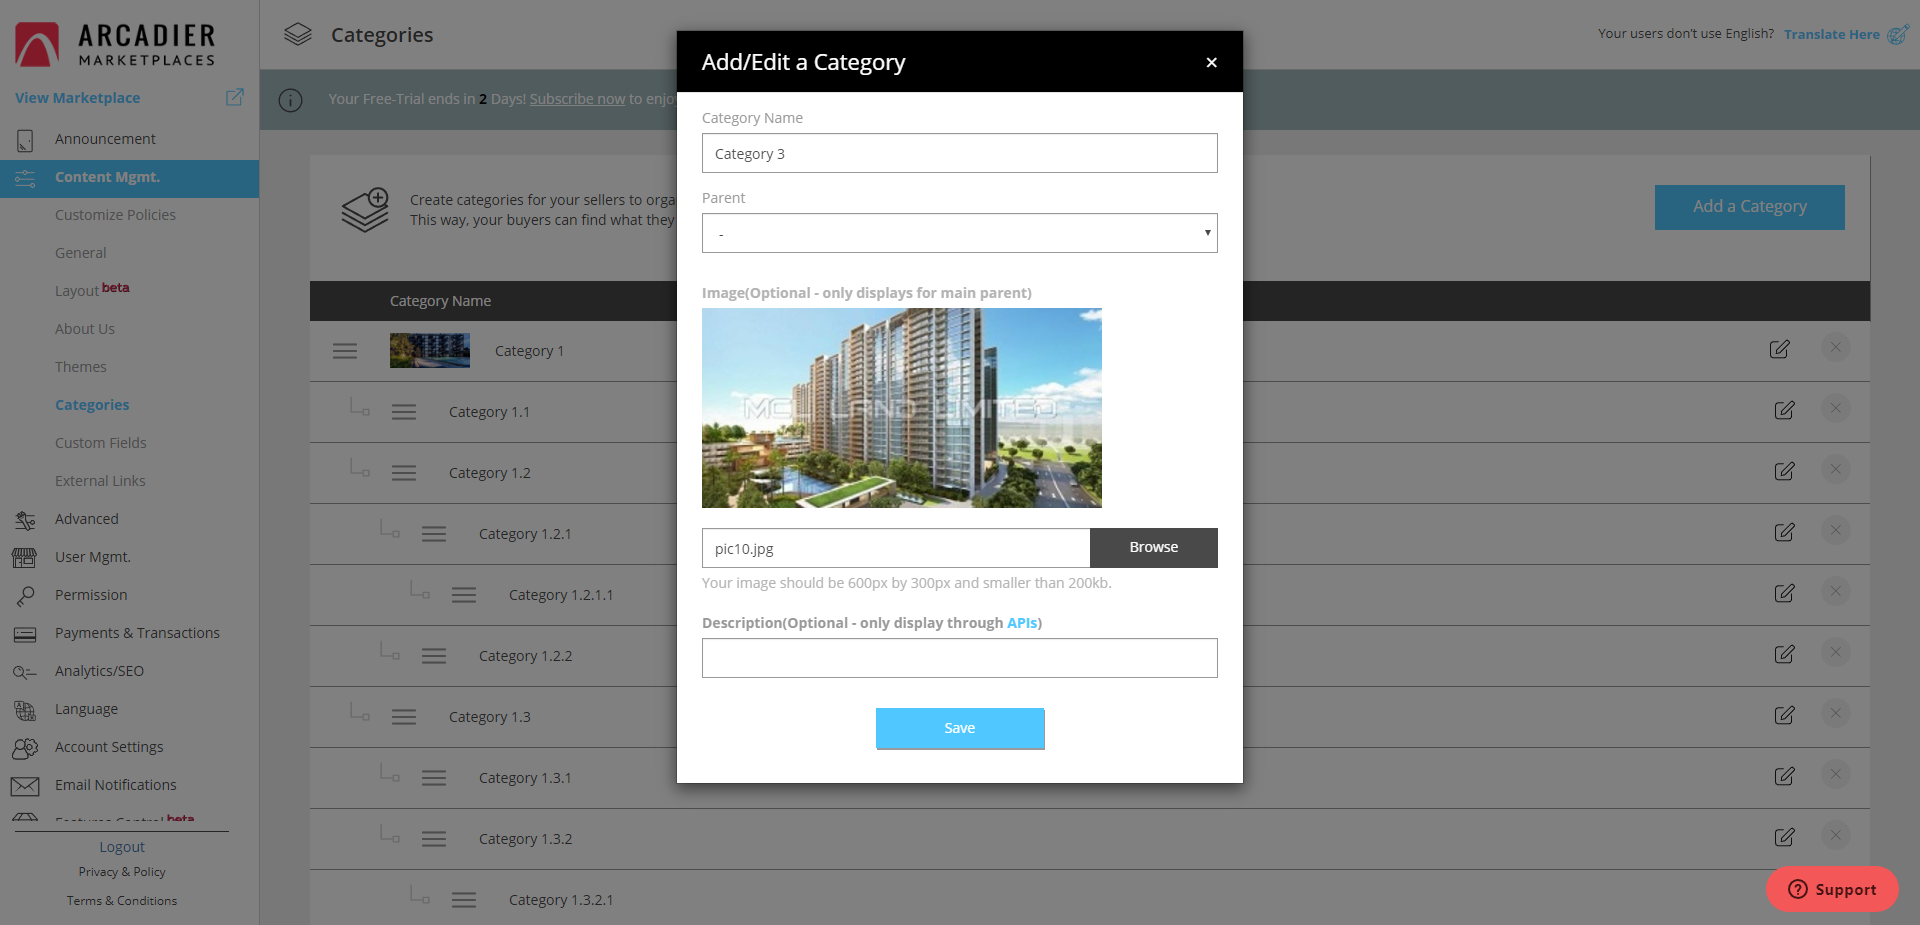 ARCADIER
MARKETPLACES
View Marketplace
Announcement
Content Mgmt.
Customize Policies
General
Layout beta
About Us
Themes
Categories
Custom Fields
External Links
Advanced
User Mgmt.
Permission
Payments & Transactions
Analytics/SEO
Language
Account Settings
Email Notifications
Features Control beta
Logout
Privacy & Policy
Terms & Conditions
Categories
Your users don't use English? Translate Here
Your Free-Trial ends in 2 Days! Subscribe now to enjoy
Create categories for your sellers to orga
This way, your buyers can find what they
Add a Category
Category Name
Category 1
Category 1.1
Category 1.2
Category 1.2.1
Category 1.2.1.1
Category 1.2.2
Category 1.3
Category 1.3.1
Category 1.3.2
Category 1.3.2.1
Add/Edit a Category
Category Name
Category 3
Parent
-
Image(Optional - only displays for main parent)
MCL LAND LIMITED
pic10.jpg
Browse
Your image should be 600px by 300px and smaller than 200kb.
Description(Optional - only display through APIs)
Save
Support